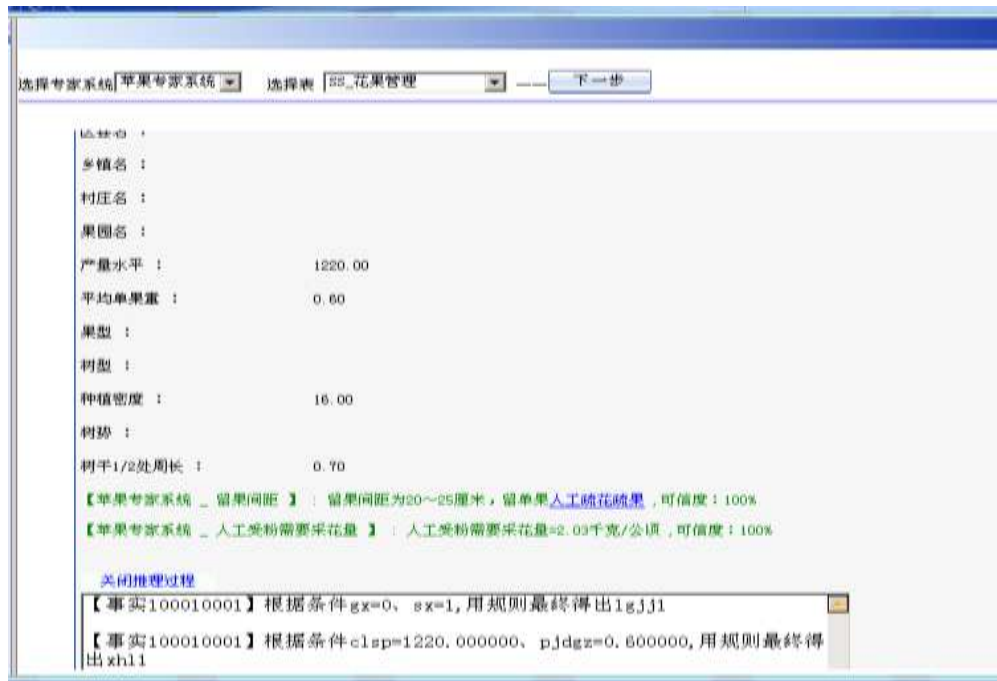 选择专家系统 苹果专家系统 选择表 SS_花果管理 —— 下一步
乡镇名 :
村庄名 :
果园名 :
产量水平 : 1220.00
平均单果重 : 0.60
果型 :
树型 :
种植密度 : 16.00
树势 :
树干1/2处周长 : 0.70
【苹果专家系统 _ 留果间距 】 : 留果间距为20~25厘米，留单果人工疏花疏果 ,可信度：100%
【苹果专家系统 _ 人工受粉需要采花量 】 : 人工受粉需要采花量=2.03千克/公顷 ,可信度：100%
关闭推理过程
【事实100010001】根据条件gx=0、sx=1,用规则最终得出lgjj1
【事实100010001】根据条件clsp=1220.000000、pjdgz=0.600000,用规则最终得
出xhl1